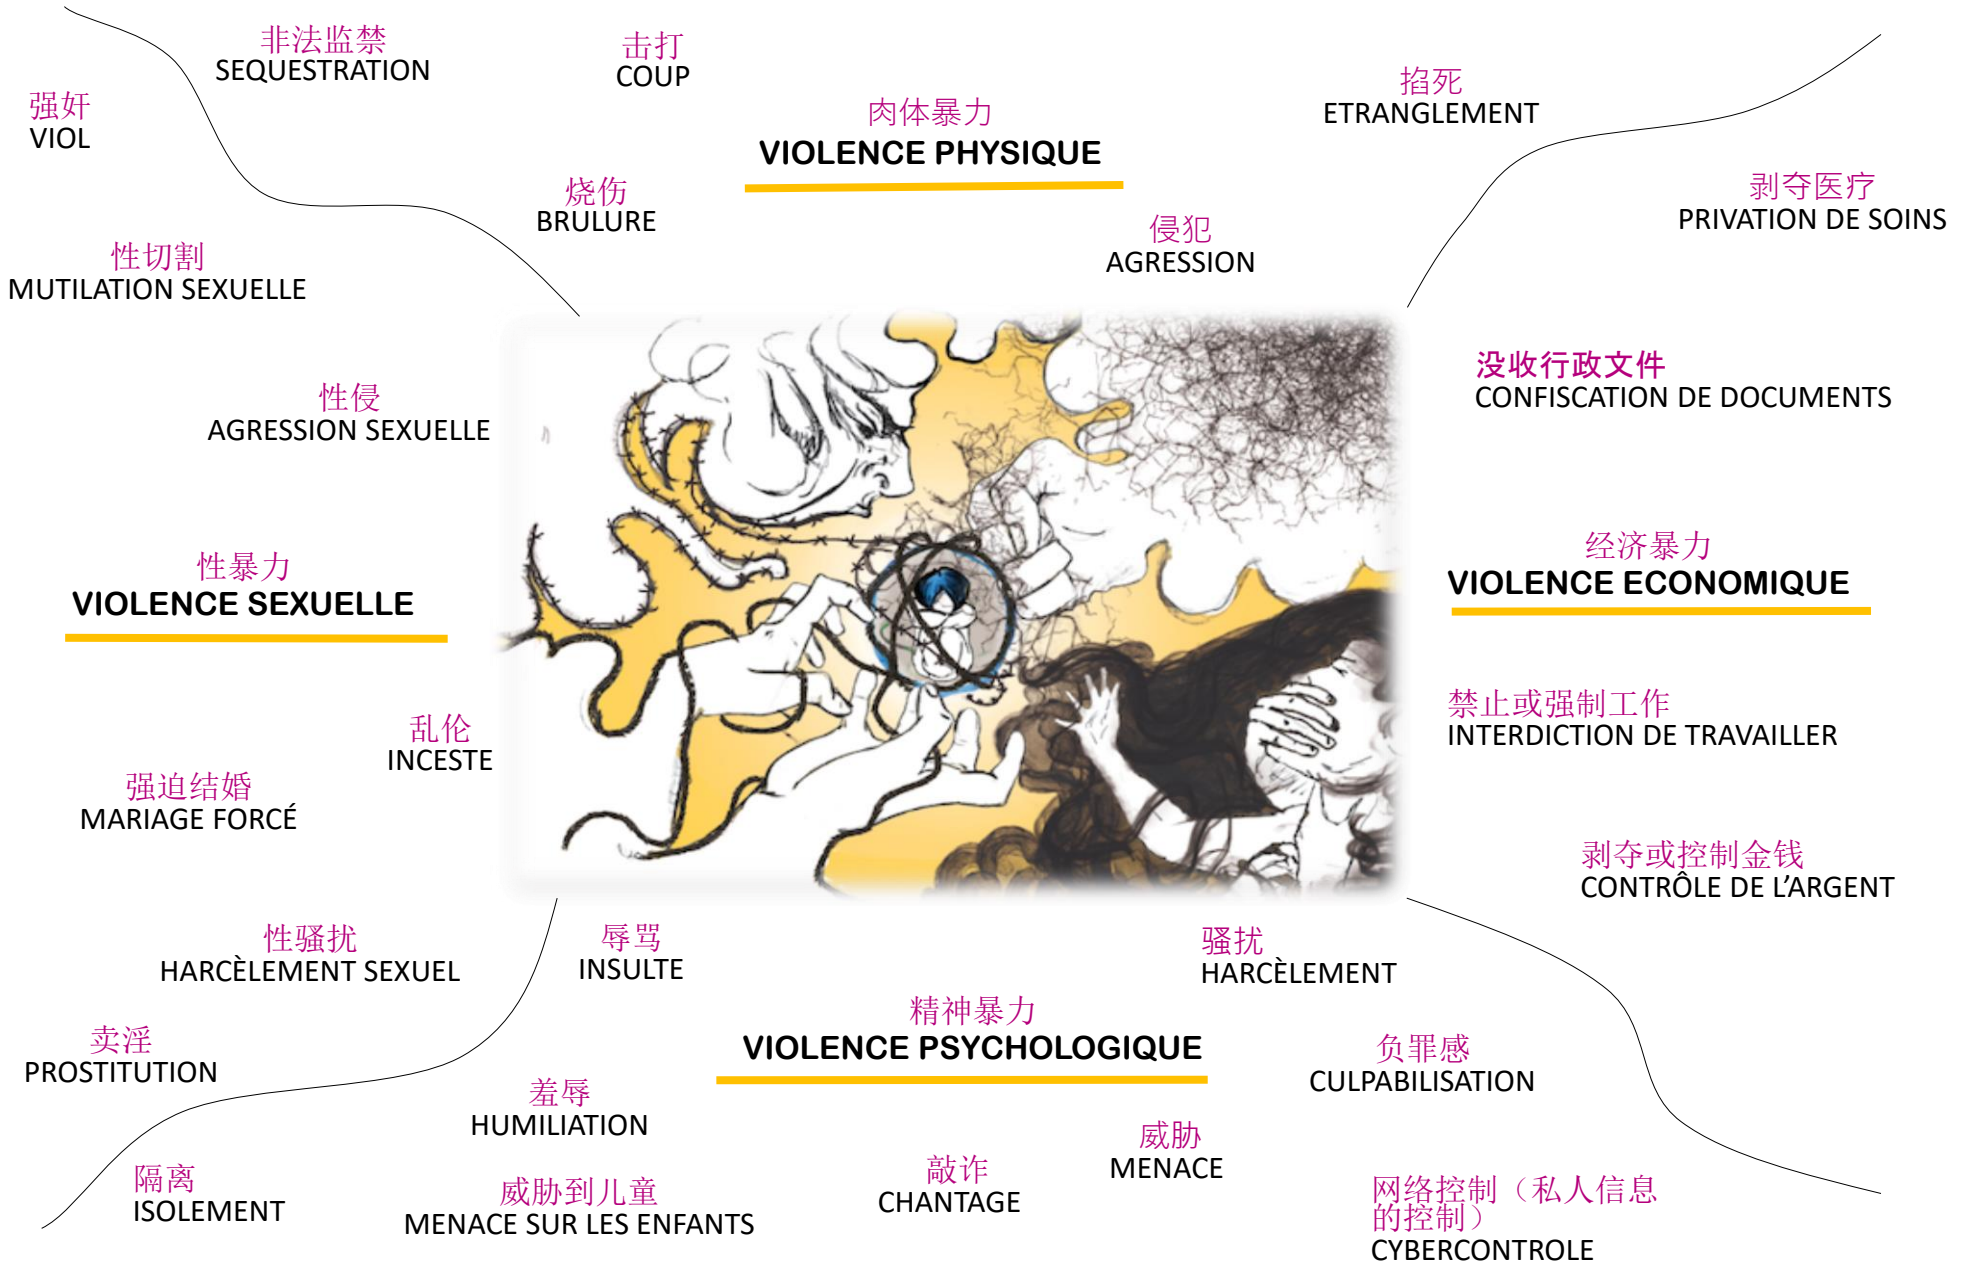 非法监禁
SEQUESTRATION
击打
COUP
掐死
ETRANGLEMENT
强奸
VIOL
肉体暴力
VIOLENCE PHYSIQUE
烧伤
BRULURE
剥夺医疗
PRIVATION DE SOINS
侵犯
AGRESSION
性切割
MUTILATION SEXUELLE
没收行政文件
CONFISCATION DE DOCUMENTS
性侵
AGRESSION SEXUELLE
经济暴力
VIOLENCE ECONOMIQUE
性暴力
VIOLENCE SEXUELLE
禁止或强制工作
INTERDICTION DE TRAVAILLER
乱伦
INCESTE
强迫结婚
MARIAGE FORCÉ
剥夺或控制金钱
CONTRÔLE DE L’ARGENT
性骚扰
HARCÈLEMENT SEXUEL
辱骂
INSULTE
骚扰
HARCÈLEMENT
精神暴力
VIOLENCE PSYCHOLOGIQUE
卖淫
PROSTITUTION
负罪感
CULPABILISATION
羞辱
HUMILIATION
威胁
MENACE
敲诈
CHANTAGE
隔离
ISOLEMENT
威胁到儿童
MENACE SUR LES ENFANTS
网络控制（私人信息
的控制）
CYBERCONTROLE